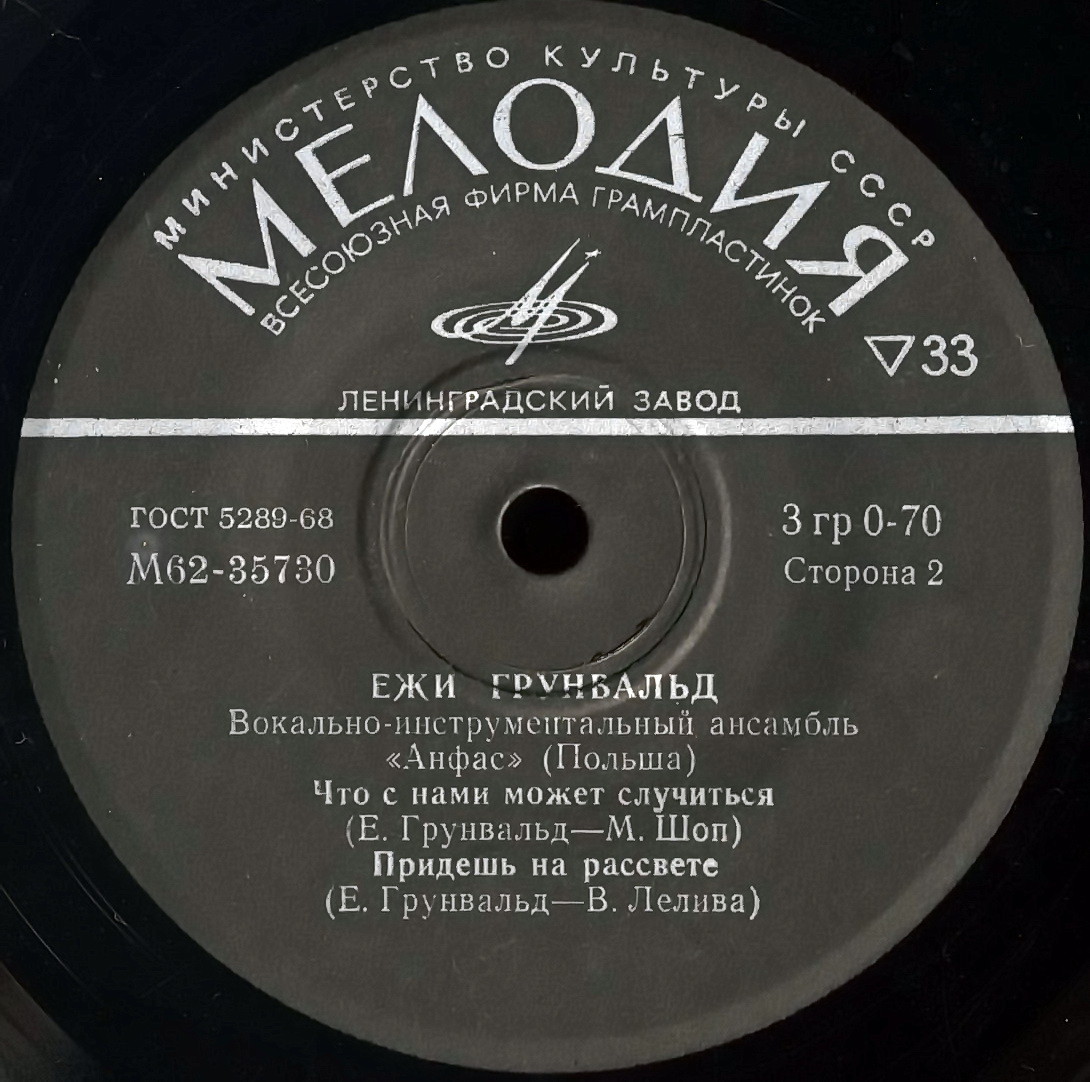 МИНИСТЕРСТВО КУЛЬТУРЫ СССР
МЕЛОДИЯ
ВСЕСОЮЗНАЯ ФИРМА ГРАМПЛАСТИНОК
▽33
ЛЕНИНГРАДСКИЙ ЗАВОД
ГОСТ 5289-68
М62-35730
3 гр 0-70
Сторона 2
ЕЖИ ГРУНВАЛЬД
Вокально-инструментальный ансамбль
«Анфас» (Польша)
Что с нами может случиться
(Е. Грунвальд—М. Шоп)
Придешь на рассвете
(Е. Грунвальд—В. Лелива)